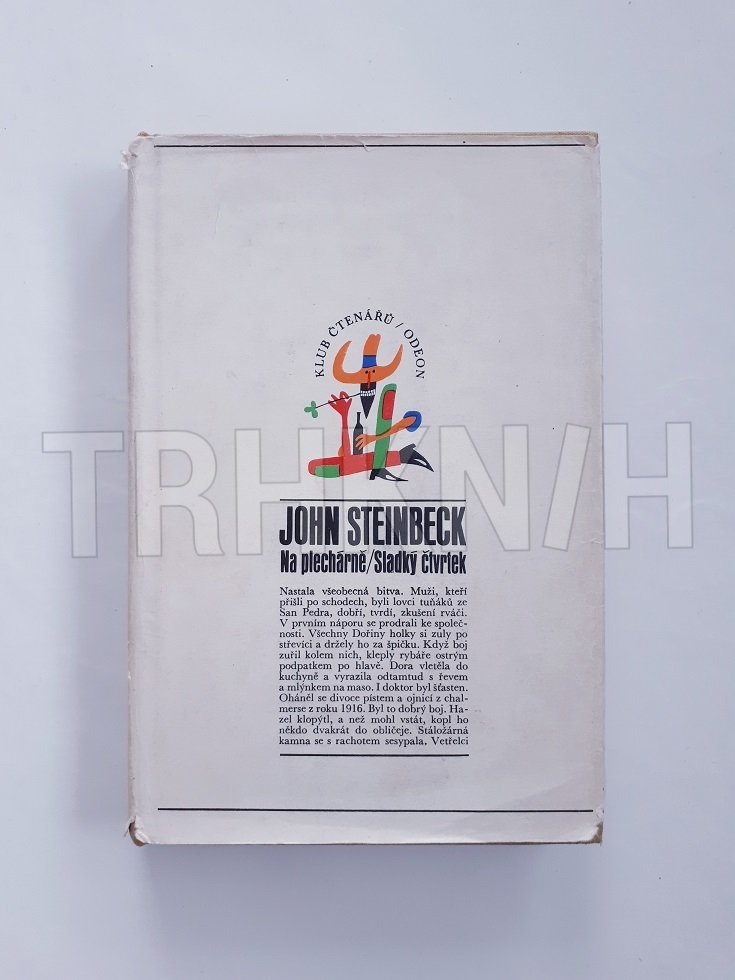 KLUB ČTENÁŘŮ / ODEON
JOHN STEINBECK
Na plechárně/Sladký čtvrtek
Nastala všeobecná bitva. Muži, kteří
přišli po schodech, byli lovci tuňáků ze
San Pedra, dobří, tvrdí, zkušení rváči.
V prvním náporu se prodrali ke společ-
nosti. Všechny Dořiny holky si zuly po
střevíci a držely ho za špičku. Když boj
zuřil kolem nich, kleply rybáře ostrým
podpatkem po hlavě. Dora vletěla do
kuchyně a vyrazila odtamtud s řevem
a mlýnkem na maso. I doktor byl šťasten.
Oháněl se divoce pístem a ojnicí z chal-
merse z roku 1916. Byl to dobrý boj. Ha-
zel klopýtl, a než mohl vstát, kopl ho
někdo dvakrát do obličeje. Stáložárná
kamna se s rachotem sesypala. Vetřelci
TRHKNIH